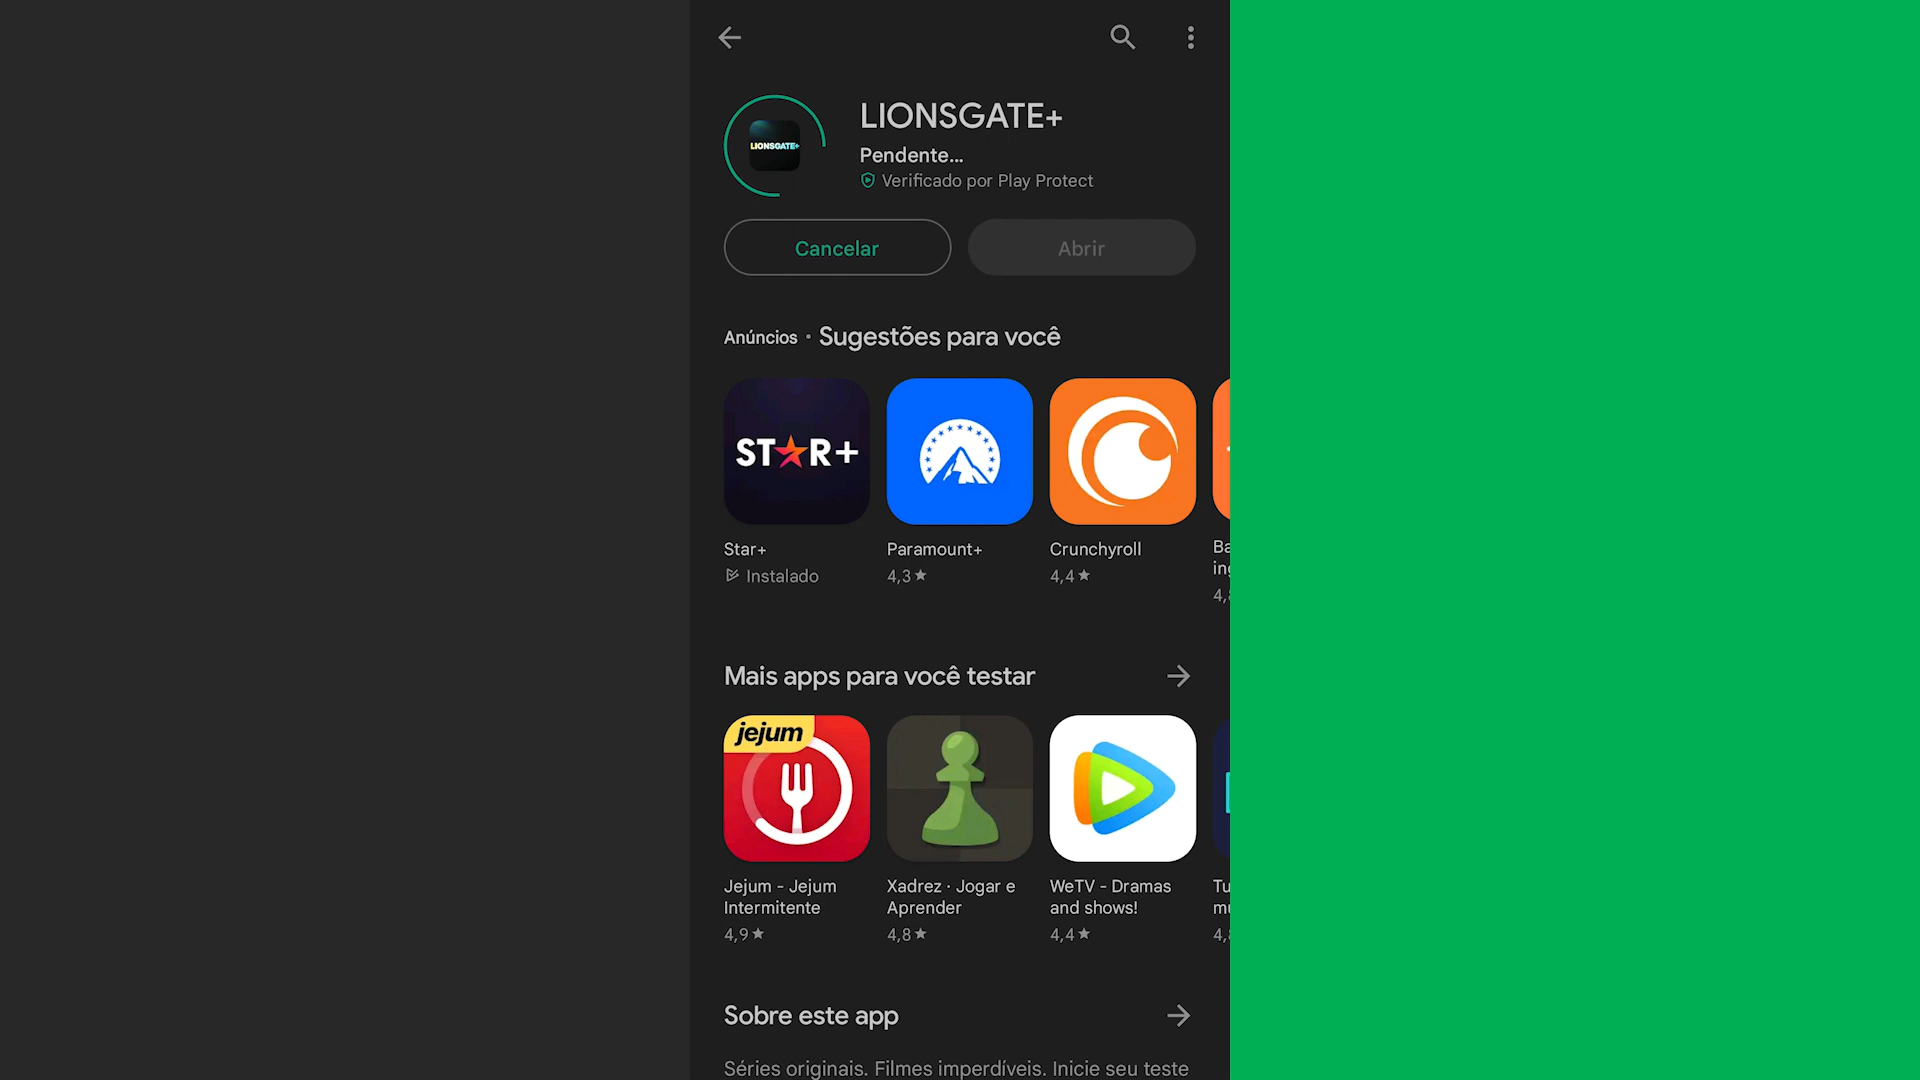 LIONSGATE+
LIONSGATE+
Pendente...
Verificado por Play Protect
Cancelar
Abrir
Anúncios · Sugestões para você
STAR+
Star+
Paramount+
Crunchyroll
Instalado
4,3
4,4
Mais apps para você testar
jejum
Jejum - Jejum
Intermitente
4,9
Xadrez · Jogar e
Aprender
4,8
WeTV - Dramas
and shows!
4,4
Sobre este app
Séries originais. Filmes imperdíveis. Inicie seu teste